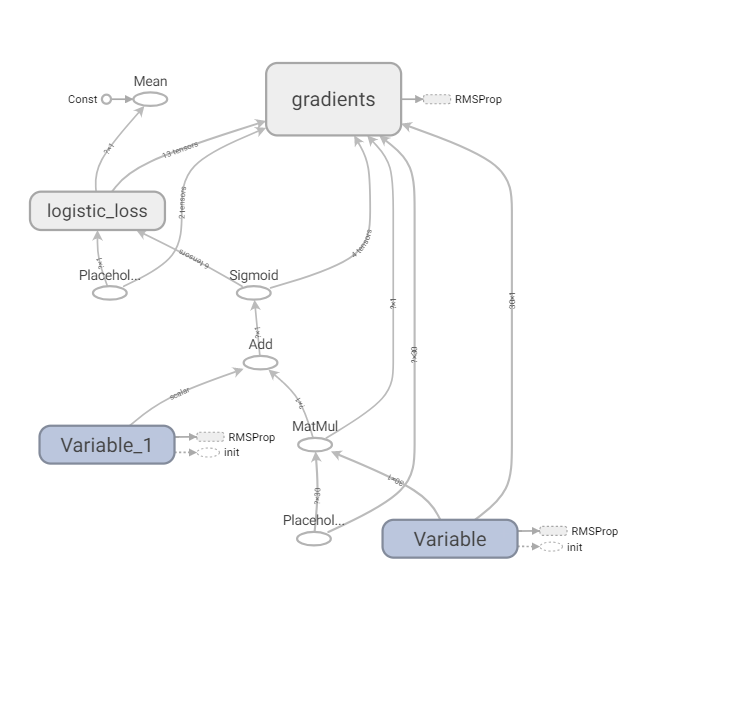 Mean
Const
gradients
RMSProp
?×1
13 tensors
2 tensors
logistic_loss
?×1
6 tensors
4 tensors
Placehol...
Sigmoid
?×1
30×1
?×1
Add
?×30
scalar
?×1
MatMul
Variable_1
RMSProp
init
30×1
?×30
Placehol...
Variable
RMSProp
init